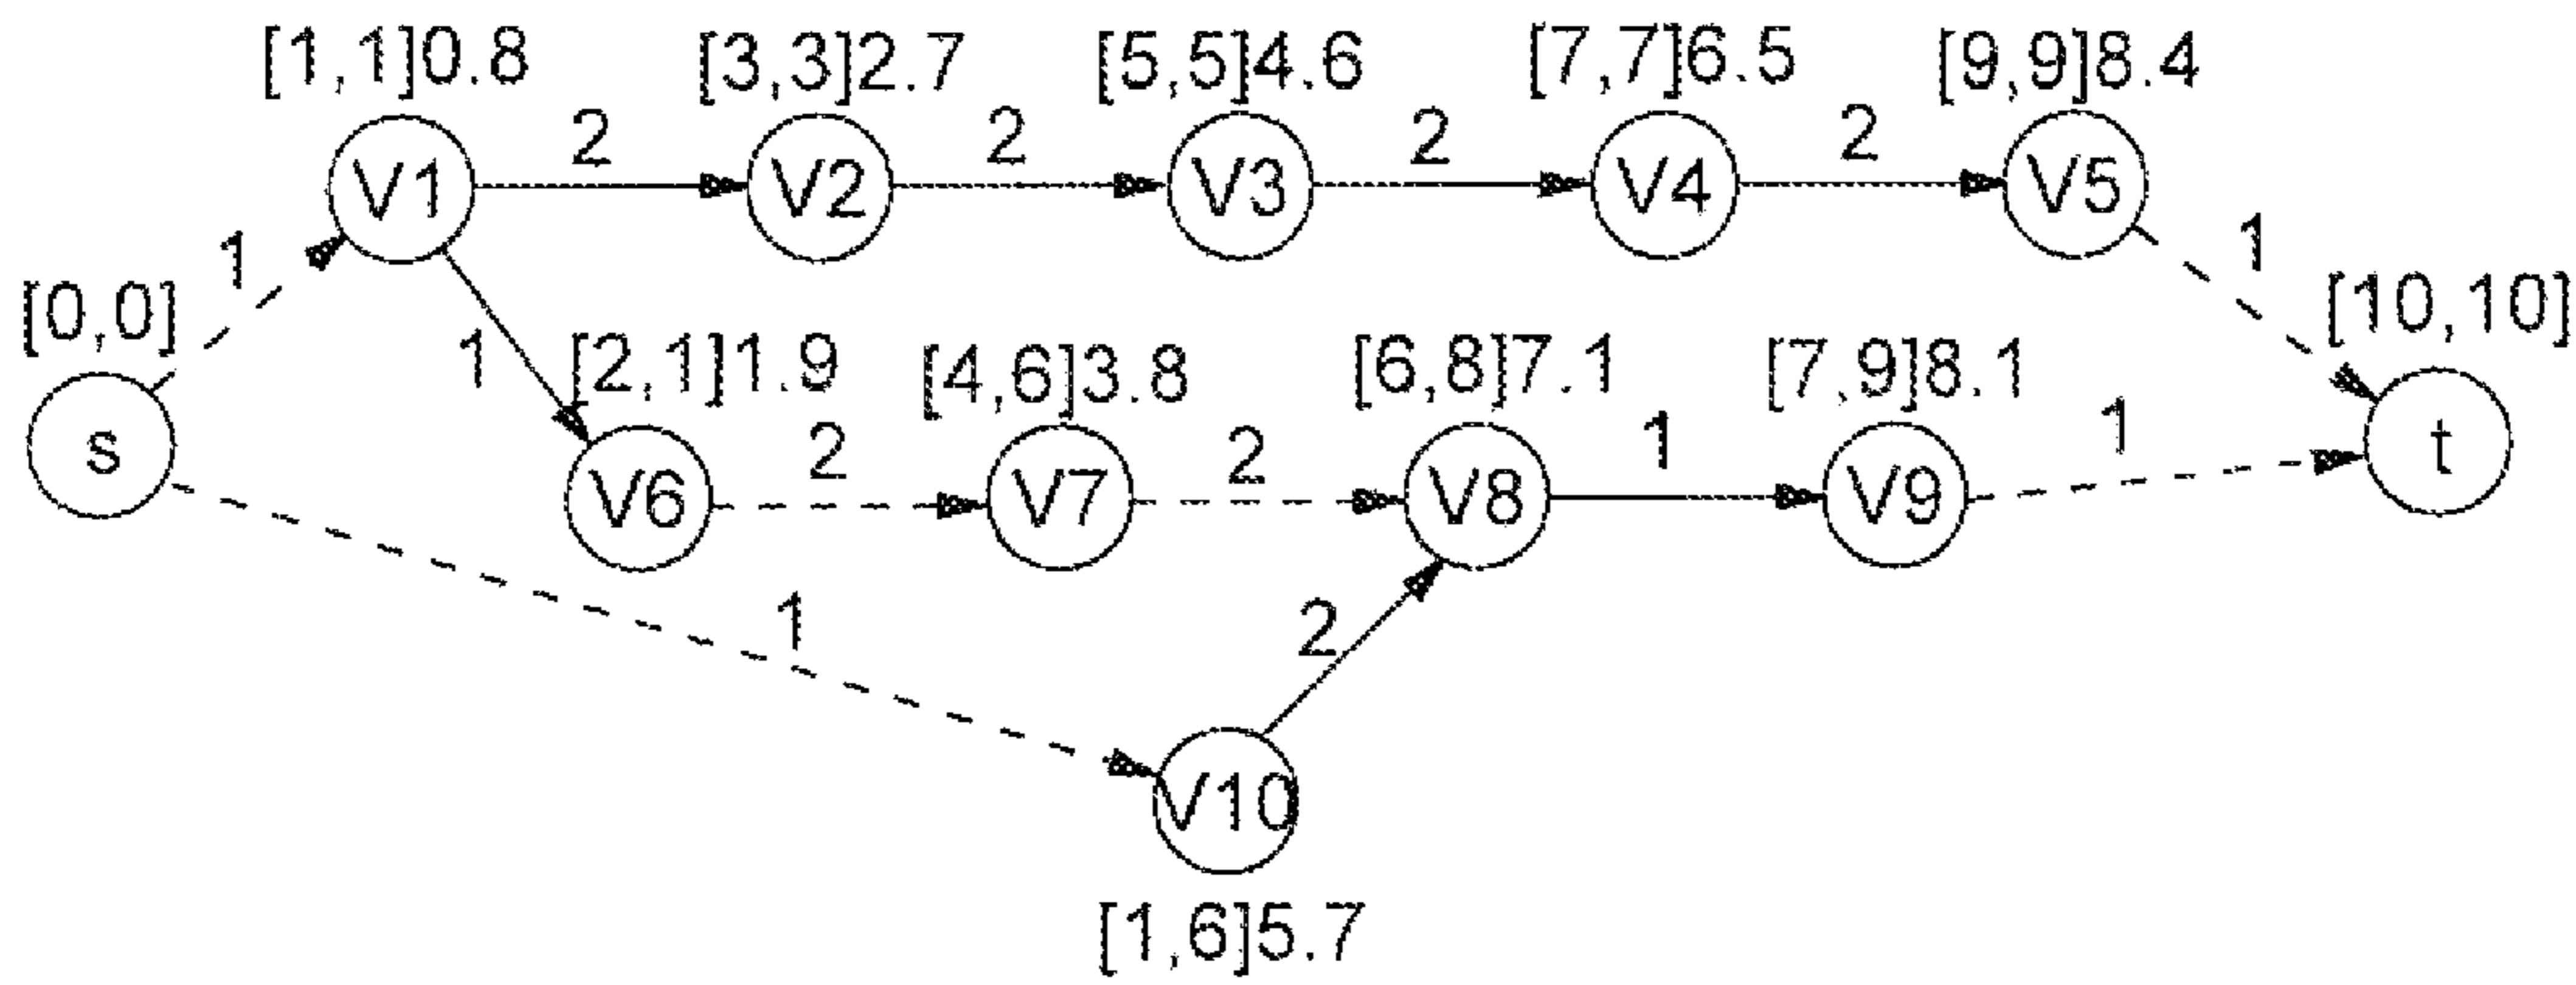 [1,1]0.8 [3,3]2.7 [5,5]4.6 [7,7]6.5 [9,9]8.4
2 2 2 2
V1 V2 V3 V4 V5
1 1
[0,0] [10,10]
1 [2,1]1.9 [4,6]3.8 [6,8]7.1 [7,9]8.1
2 2 1 1
s V6 V7 V8 V9 t
1 2
V10
[1,6]5.7